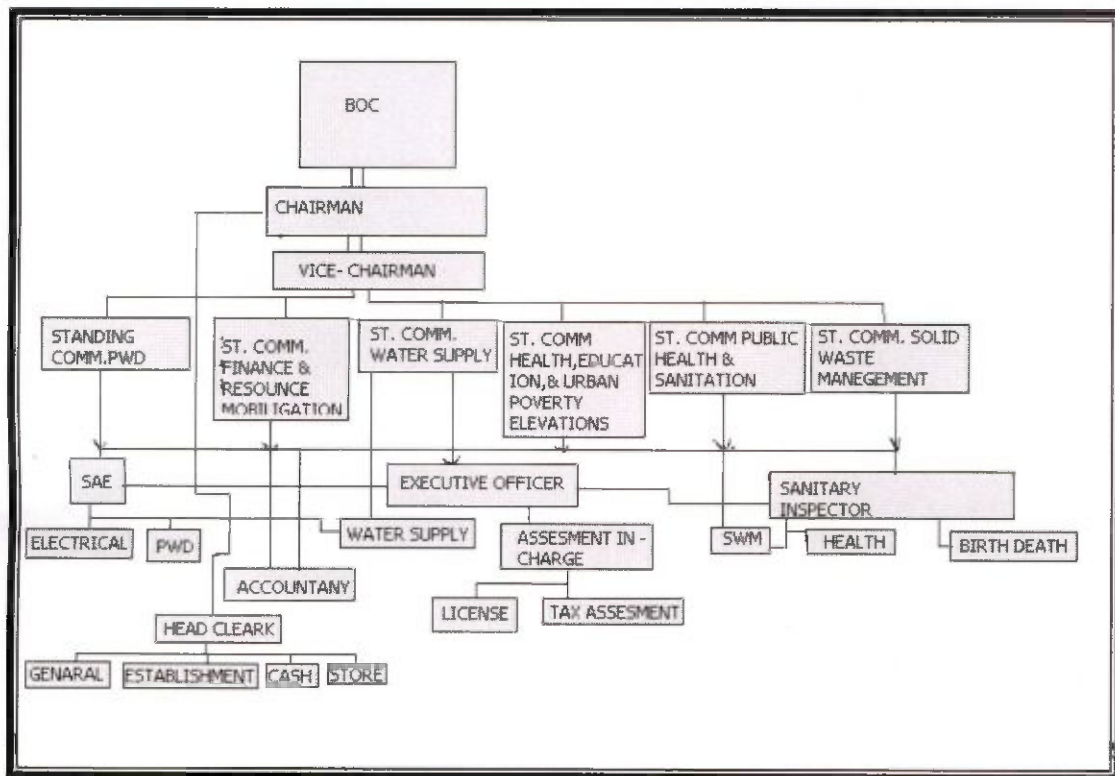 BOC
CHAIRMAN
VICE- CHAIRMAN
STANDING
COMM.PWD
ST. COMM.
FINANCE &
RESOUNCE
MOBILIGATION
ST. COMM.
WATER SUPPLY
ST. COMM
HEALTH,EDUCAT
ION,& URBAN
POVERTY
ELEVATIONS
ST. COMM PUBLIC
HEALTH &
SANITATION
ST. COMM. SOLID
WASTE
MANEGEMENT
SAE
EXECUTIVE OFFICER
SANITARY
INSPECTOR
ELECTRICAL
PWD
WATER SUPPLY
ASSESMENT IN -
CHARGE
SWM
HEALTH
BIRTH DEATH
ACCOUNTANY
LICENSE
TAX ASSESMENT
HEAD CLEARK
GENARAL
ESTABLISHMENT
CASH
STORE